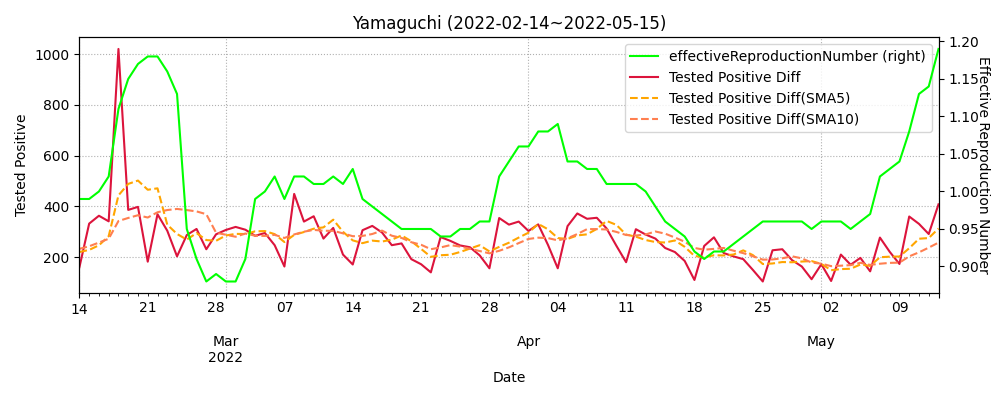 Yamaguchi (2022-02-14~2022-05-15)
effectiveReproductionNumber (right)
Tested Positive Diff
Tested Positive Diff(SMA5)
Tested Positive Diff(SMA10)
Tested Positive
1000
800
600
400
200
1.20
1.15
1.10
1.05
1.00
0.95
0.90
Effective Reproduction Number
14 21 28 07 14 21 28 04 11 18 25 02 09
Mar Apr May
2022
Date